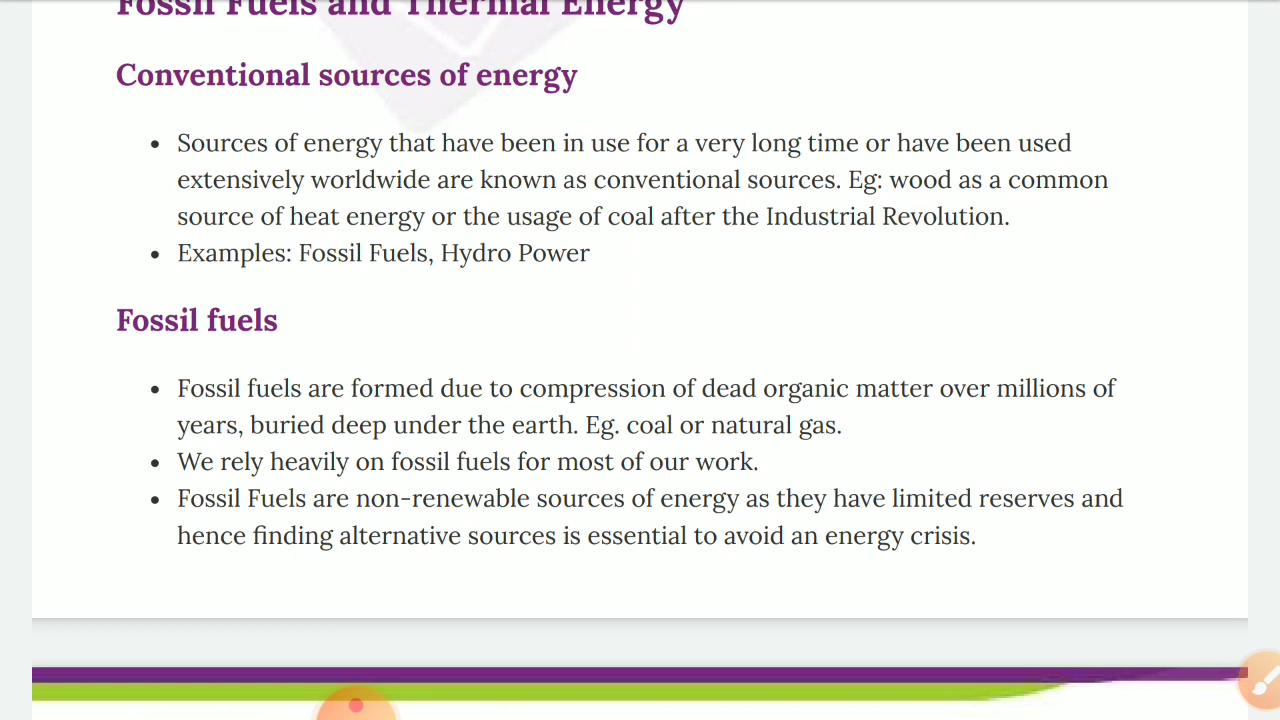 Fossil Fuels and Thermal Energy
Conventional sources of energy
• Sources of energy that have been in use for a very long time or have been used
extensively worldwide are known as conventional sources. Eg: wood as a common
source of heat energy or the usage of coal after the Industrial Revolution.
• Examples: Fossil Fuels, Hydro Power
Fossil fuels
• Fossil fuels are formed due to compression of dead organic matter over millions of
years, buried deep under the earth. Eg. coal or natural gas.
• We rely heavily on fossil fuels for most of our work.
• Fossil Fuels are non-renewable sources of energy as they have limited reserves and
hence finding alternative sources is essential to avoid an energy crisis.